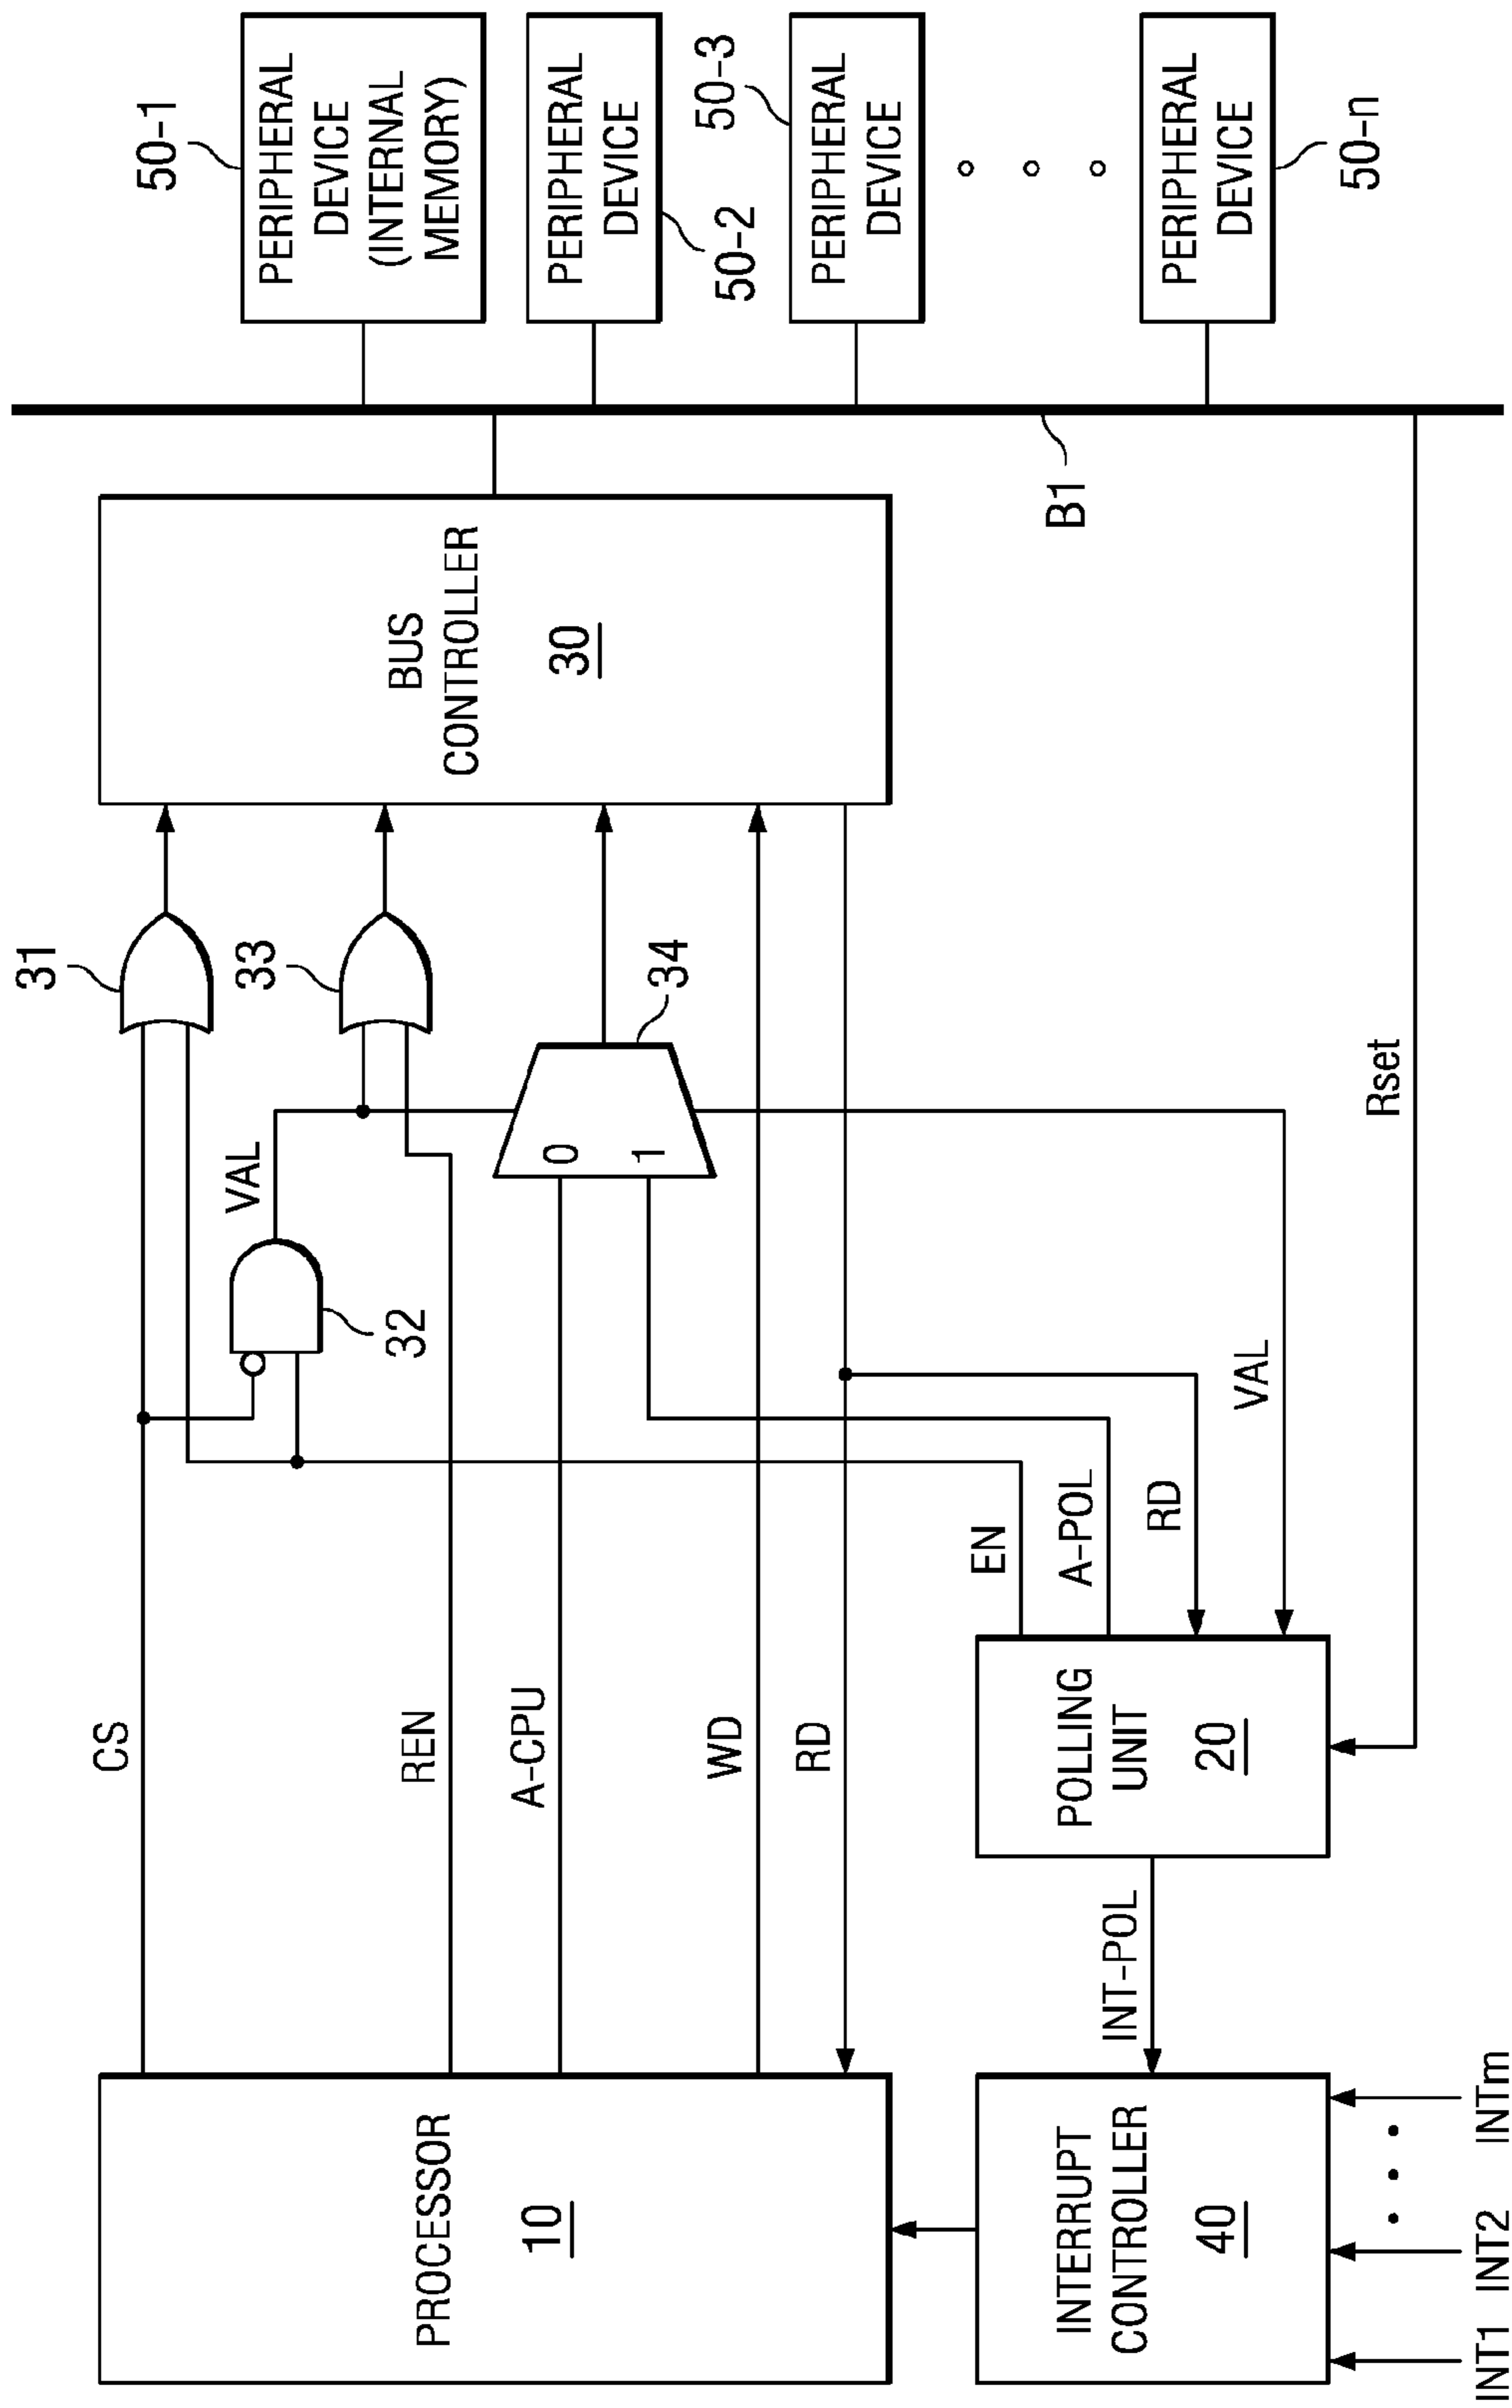 50-1
PERIPHERAL
DEVICE
(INTERNAL
MEMORY)
PERIPHERAL
DEVICE
50-2
50-3
PERIPHERAL
DEVICE
PERIPHERAL
DEVICE
50-n
B1
BUS
CONTROLLER
30
31
33
34
VAL
0
1
32
Rset
VAL
EN
A-POL
RD
CS
REN
A-CPU
WD
RD
POLLING
UNIT
20
INT-POL
PROCESSOR
10
INTERRUPT
CONTROLLER
40
INT1
INT2
INTm